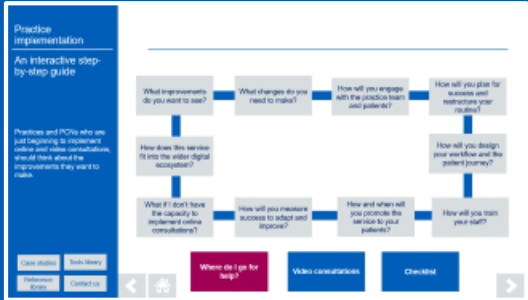 Practice
implementation
An interactive step-
by-step guide
Practices and PCNs who are
just beginning to implement
online and video consultations,
should think about the
improvements they want to
make.
Case studies
Tools library
Reference
library
Contact us
What improvements
do you want to see?
What changes do you
need to make?
How will you engage
with the practice team
and patients?
How will you plan for
success and
restructure your
routine?
How does this service
fit into the wider digital
ecosystem?
How will you design
your workflow and the
patient journey?
What if I don't have
the capacity to
implement online
consultations?
How will you measure
success to adapt and
improve?
How and when will
you promote the
service to your
patients?
How will you train
your staff?
Where do I go for
help?
Video consultations
Checklist